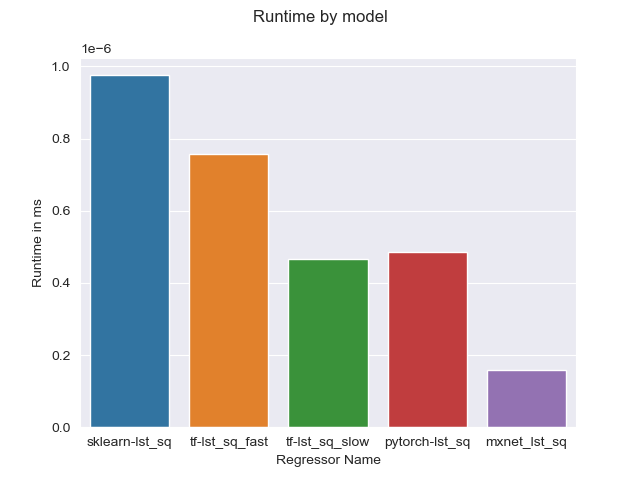 Runtime by model
1e−6
1.0
0.8
0.6
0.4
0.2
0.0
Runtime in ms
sklearn-lst_sq tf-lst_sq_fast tf-lst_sq_slow pytorch-lst_sq mxnet_lst_sq
Regressor Name